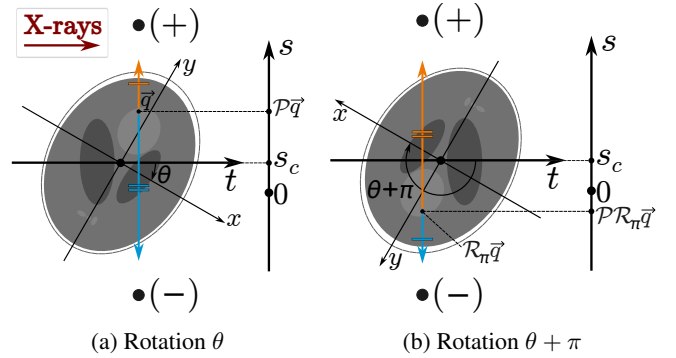 X-rays
(+)
s
y
q⃗
𝒫q⃗
θ
s_c
t
0
x
(−)
(a) Rotation θ
(+)
s
x
s_c
t
θ+π
0
𝒫ℛ_πq⃗
ℛ_πq⃗
y
(−)
(b) Rotation θ + π